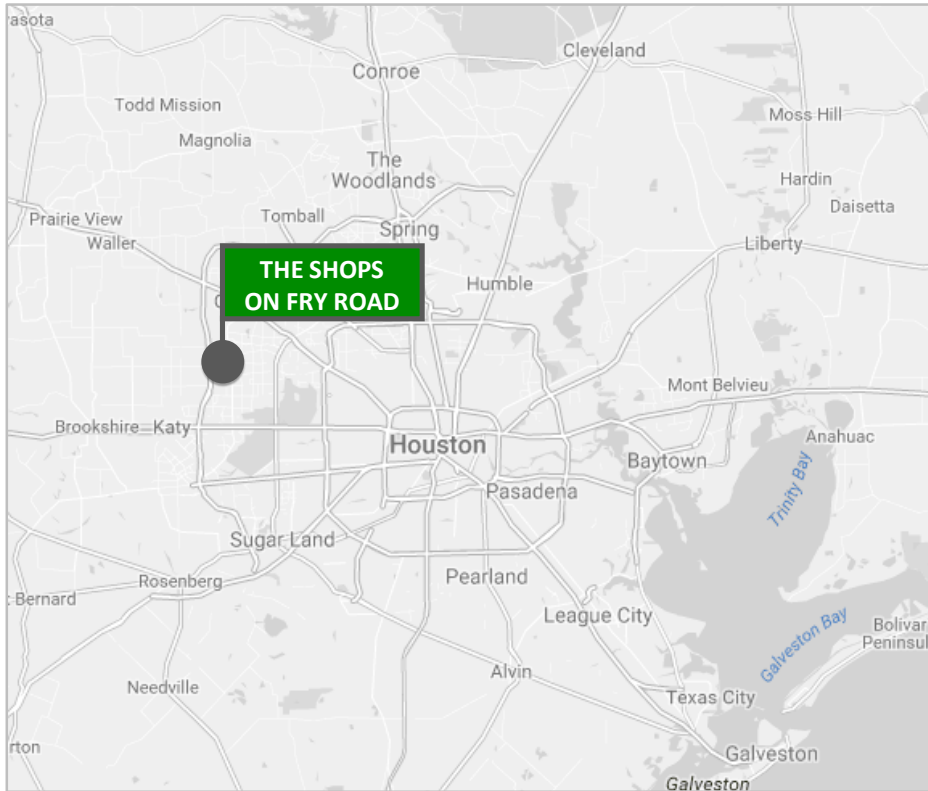 rasota
Cleveland
Conroe
Todd Mission
Moss Hill
Magnolia
The
Woodlands
Hardin
Daisetta
Prairie View
Tomball
Spring
Waller
Liberty
THE SHOPS
ON FRY ROAD
Humble
Mont Belvieu
Brookshire
Katy
Houston
Anahuac
Baytown
Pasadena
Trinity Bay
Sugar Land
Rosenberg
Pearland
t Bernard
League City
Galveston Bay
Bolivar
Peninsul
Alvin
Needville
Texas City
rton
Galveston
Galveston